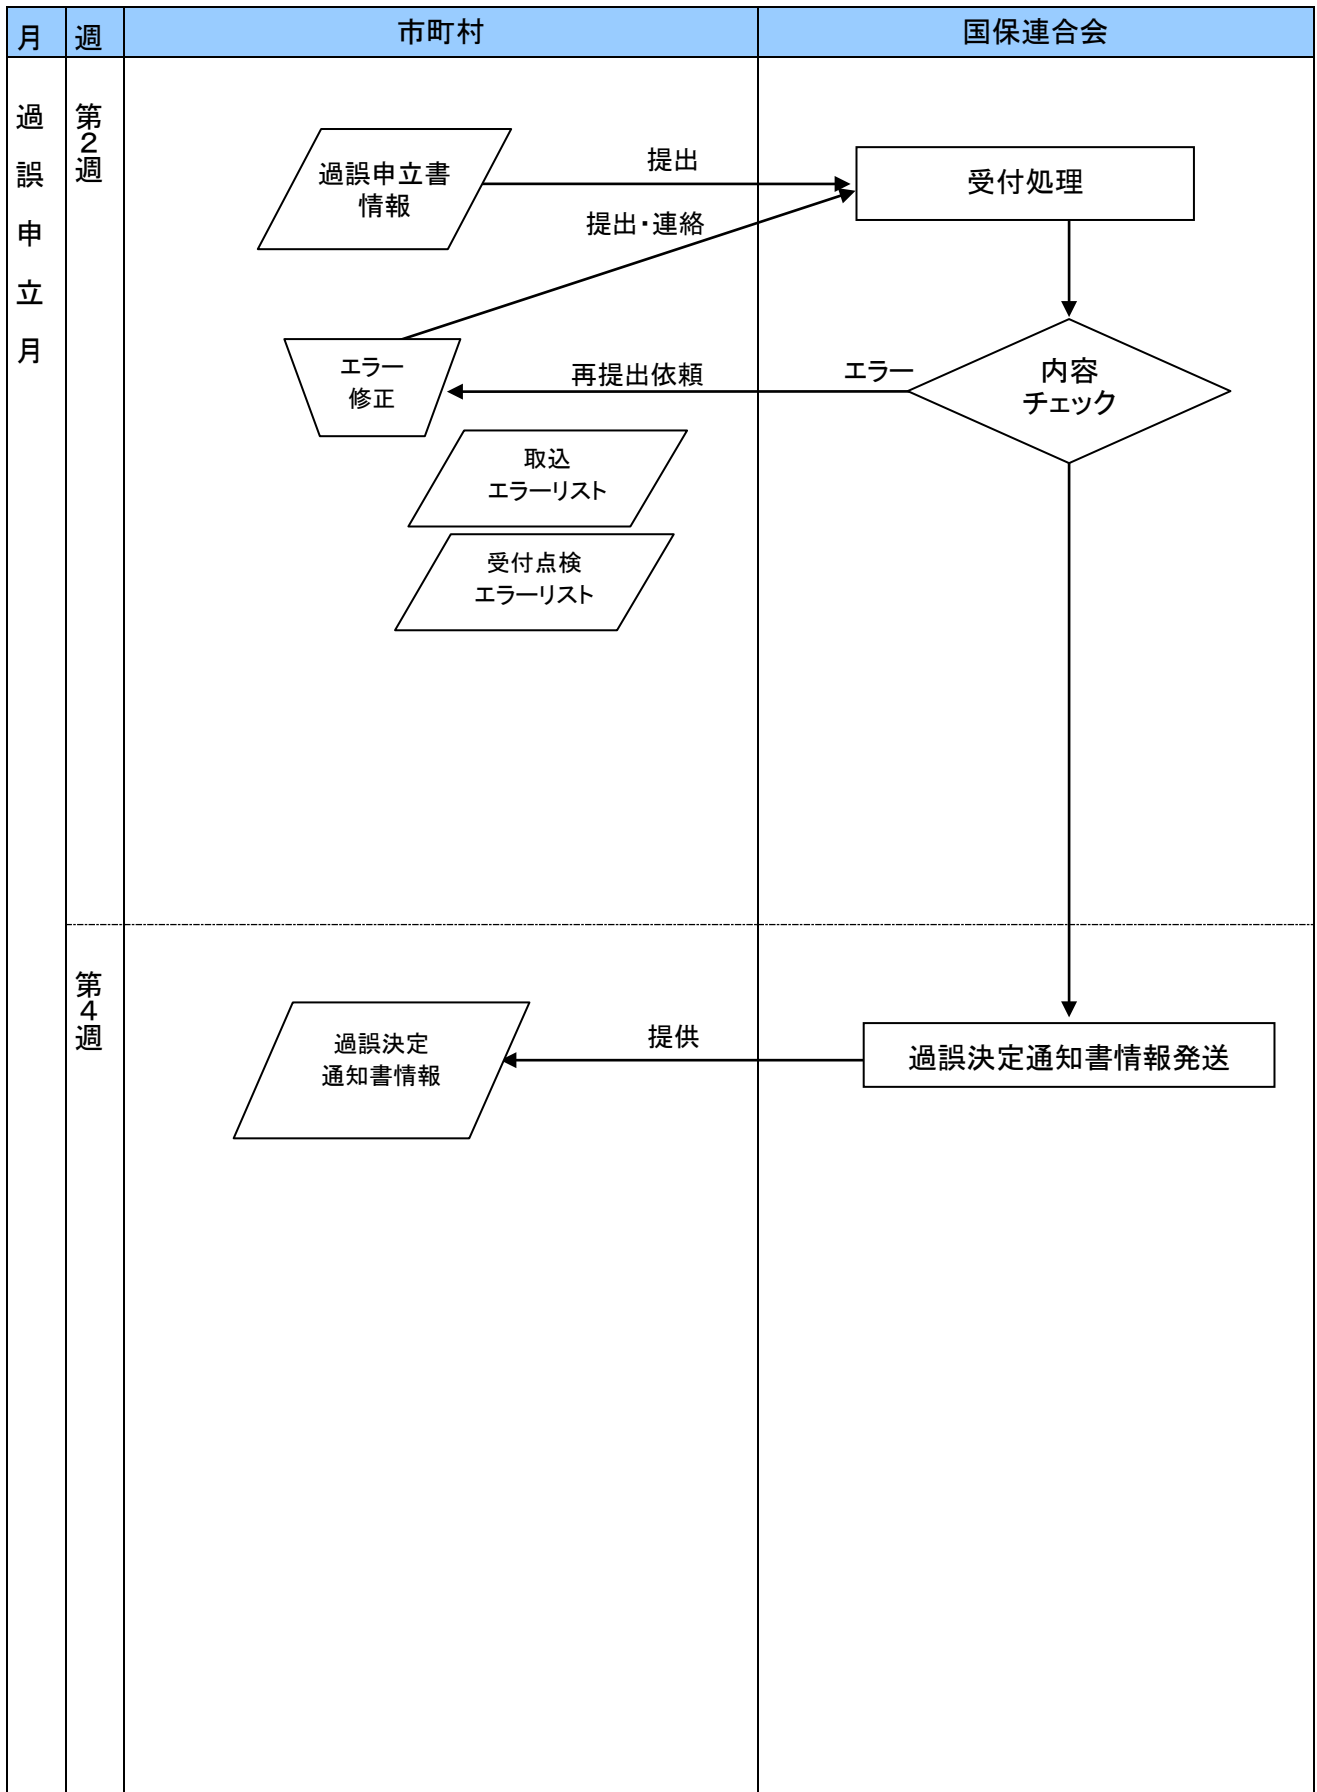 月
週
市町村
国保連合会
過誤申立月
第2週
過誤申立書
情報
提出
受付処理
提出・連絡
エラー
修正
再提出依頼
エラー
内容
チェック
取込
エラーリスト
受付点検
エラーリスト
第4週
過誤決定
通知書情報
提供
過誤決定通知書情報発送